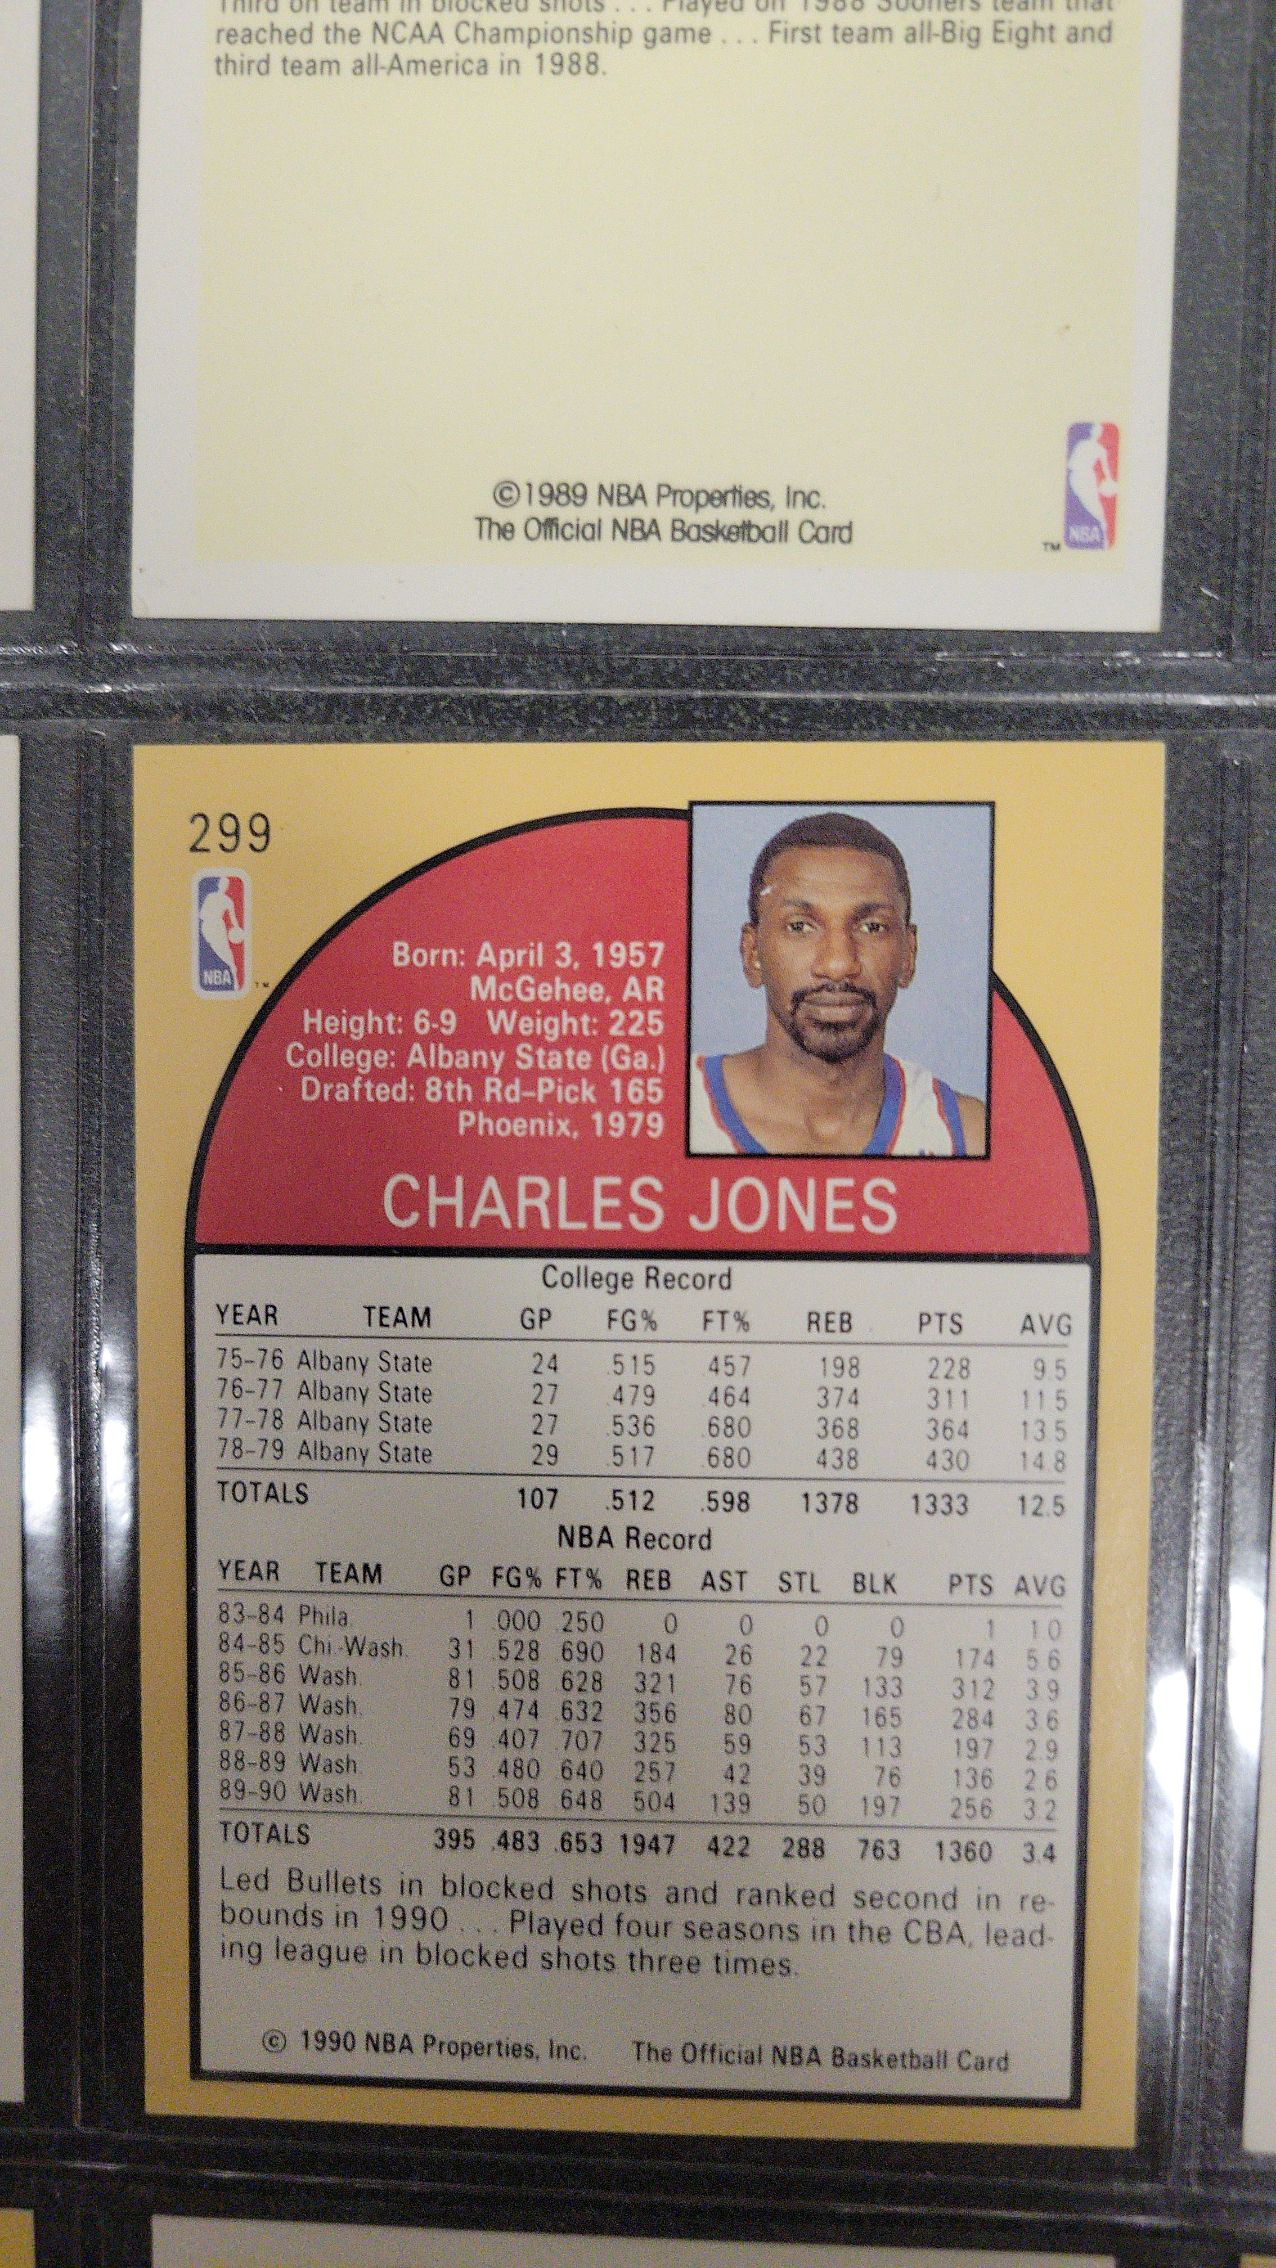 Third on team in blocked shots . . . Played on 1988 Sooners team that
reached the NCAA Championship game . . . First team all-Big Eight and
third team all-America in 1988.
©1989 NBA Properties, Inc.
The Official NBA Basketball Card
NBA
TM
299
NBA
TM
Born: April 3, 1957
McGehee, AR
Height: 6-9 Weight: 225
College: Albany State (Ga.)
Drafted: 8th Rd-Pick 165
Phoenix, 1979
CHARLES JONES
College Record
YEAR TEAM GP FG% FT% REB PTS AVG
75-76 Albany State 24 .515 .457 198 228 9.5
76-77 Albany State 27 .479 .464 374 311 11.5
77-78 Albany State 27 .536 .680 368 364 13.5
78-79 Albany State 29 .517 .680 438 430 14.8
TOTALS 107 .512 .598 1378 1333 12.5
NBA Record
YEAR TEAM GP FG% FT% REB AST STL BLK PTS AVG
83-84 Phila. 1 .000 .250 0 0 0 0 1 1.0
84-85 Chi.-Wash. 31 .528 .690 184 26 22 79 174 5.6
85-86 Wash. 81 .508 .628 321 76 57 133 312 3.9
86-87 Wash. 79 .474 .632 356 80 67 165 284 3.6
87-88 Wash. 69 .407 .707 325 59 53 113 197 2.9
88-89 Wash. 53 .480 .640 257 42 39 76 136 2.6
89-90 Wash. 81 .508 .648 504 139 50 197 256 3.2
TOTALS 395 .483 .653 1947 422 288 763 1360 3.4
Led Bullets in blocked shots and ranked second in re-
bounds in 1990 . . . Played four seasons in the CBA, lead-
ing league in blocked shots three times.
© 1990 NBA Properties, Inc. The Official NBA Basketball Card